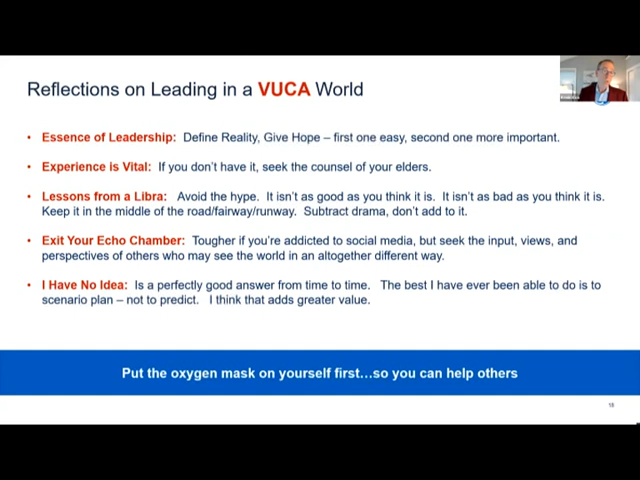 Reflections on Leading in a VUCA World
• Essence of Leadership: Define Reality, Give Hope – first one easy, second one more important.
• Experience is Vital: If you don't have it, seek the counsel of your elders.
• Lessons from a Libra: Avoid the hype. It isn't as good as you think it is. It isn't as bad as you think it is.
Keep it in the middle of the road/fairway/runway. Subtract drama, don't add to it.
• Exit Your Echo Chamber: Tougher if you're addicted to social media, but seek the input, views, and
perspectives of others who may see the world in an altogether different way.
• I Have No Idea: Is a perfectly good answer from time to time. The best I have ever been able to do is to
scenario plan – not to predict. I think that adds greater value.
Put the oxygen mask on yourself first…so you can help others